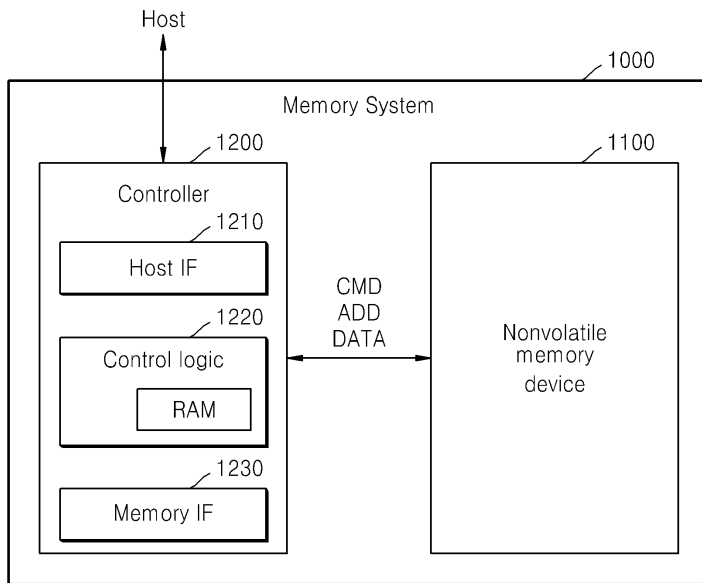 Host
1000
Memory System
1200
1100
Controller
1210
Host IF
CMD
ADD
DATA
1220
Control logic
RAM
Nonvolatile
memory
device
1230
Memory IF